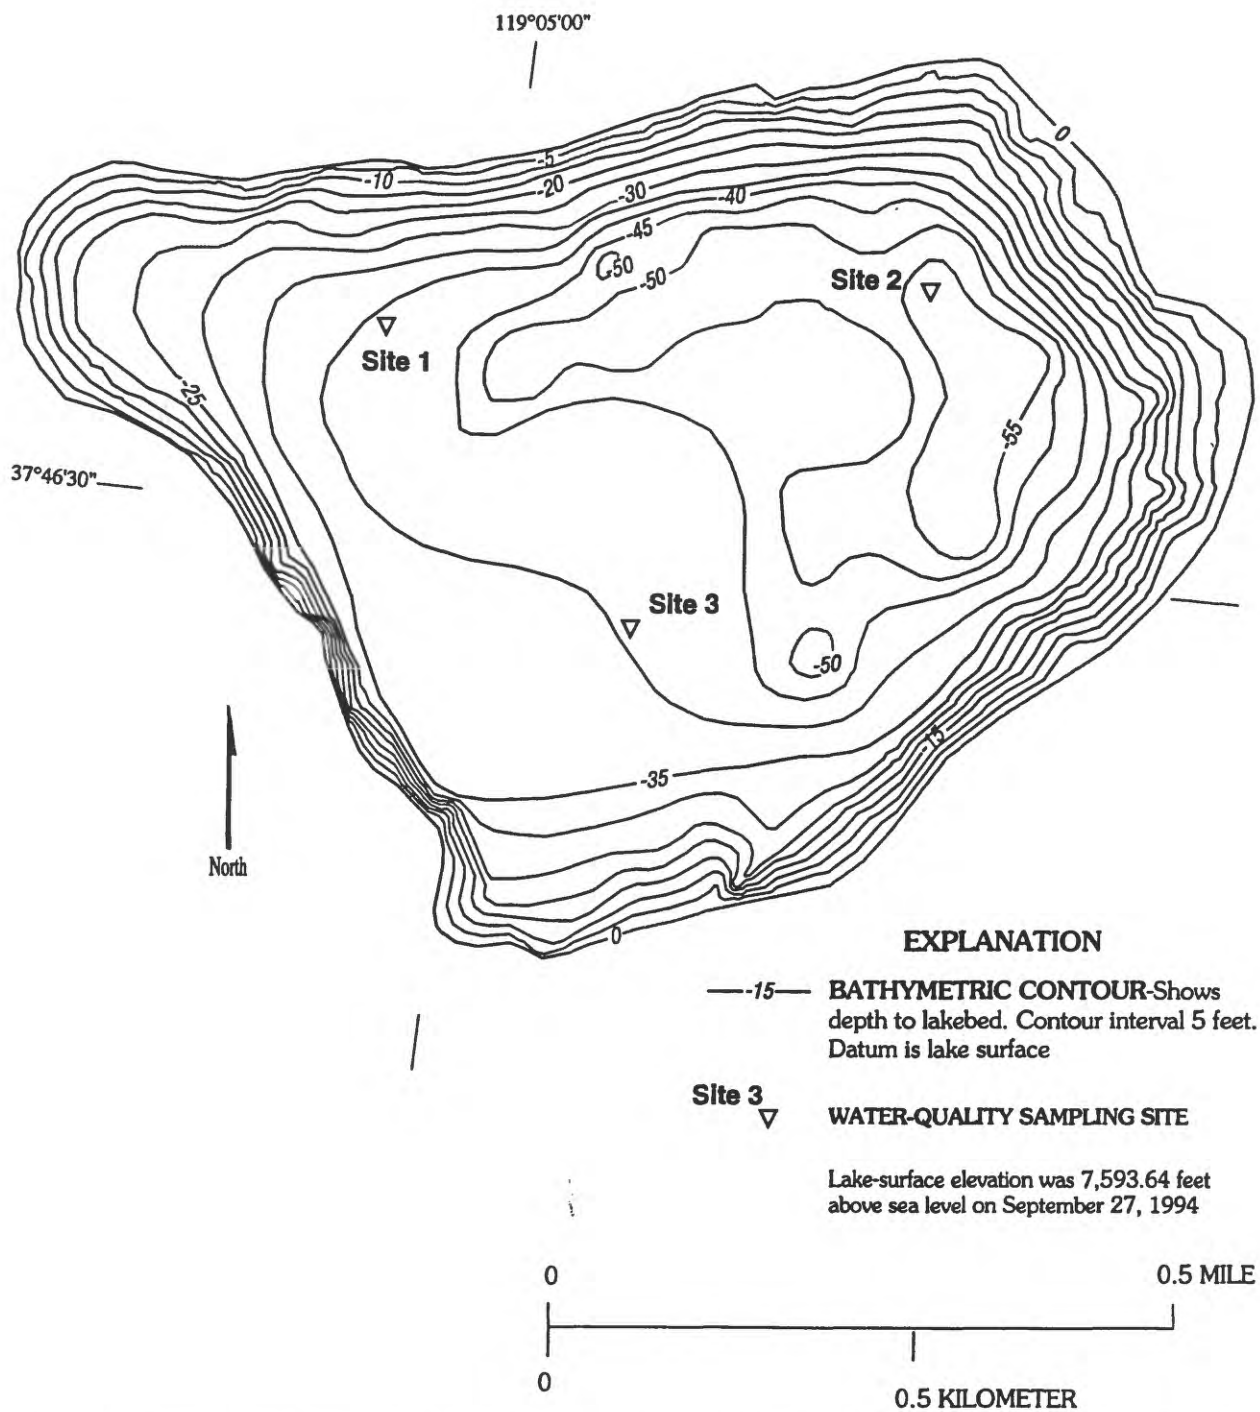 119°05'00"
0
-5
-10
-20
-30
-40
-45
-50
-50
Site 2
Site 1
-25
-55
37°46'30"
Site 3
-50
-15
-35
North
0
EXPLANATION
-15 BATHYMETRIC CONTOUR-Shows
depth to lakebed. Contour interval 5 feet.
Datum is lake surface
Site 3
WATER-QUALITY SAMPLING SITE
Lake-surface elevation was 7,593.64 feet
above sea level on September 27, 1994
0 0.5 MILE
0 0.5 KILOMETER